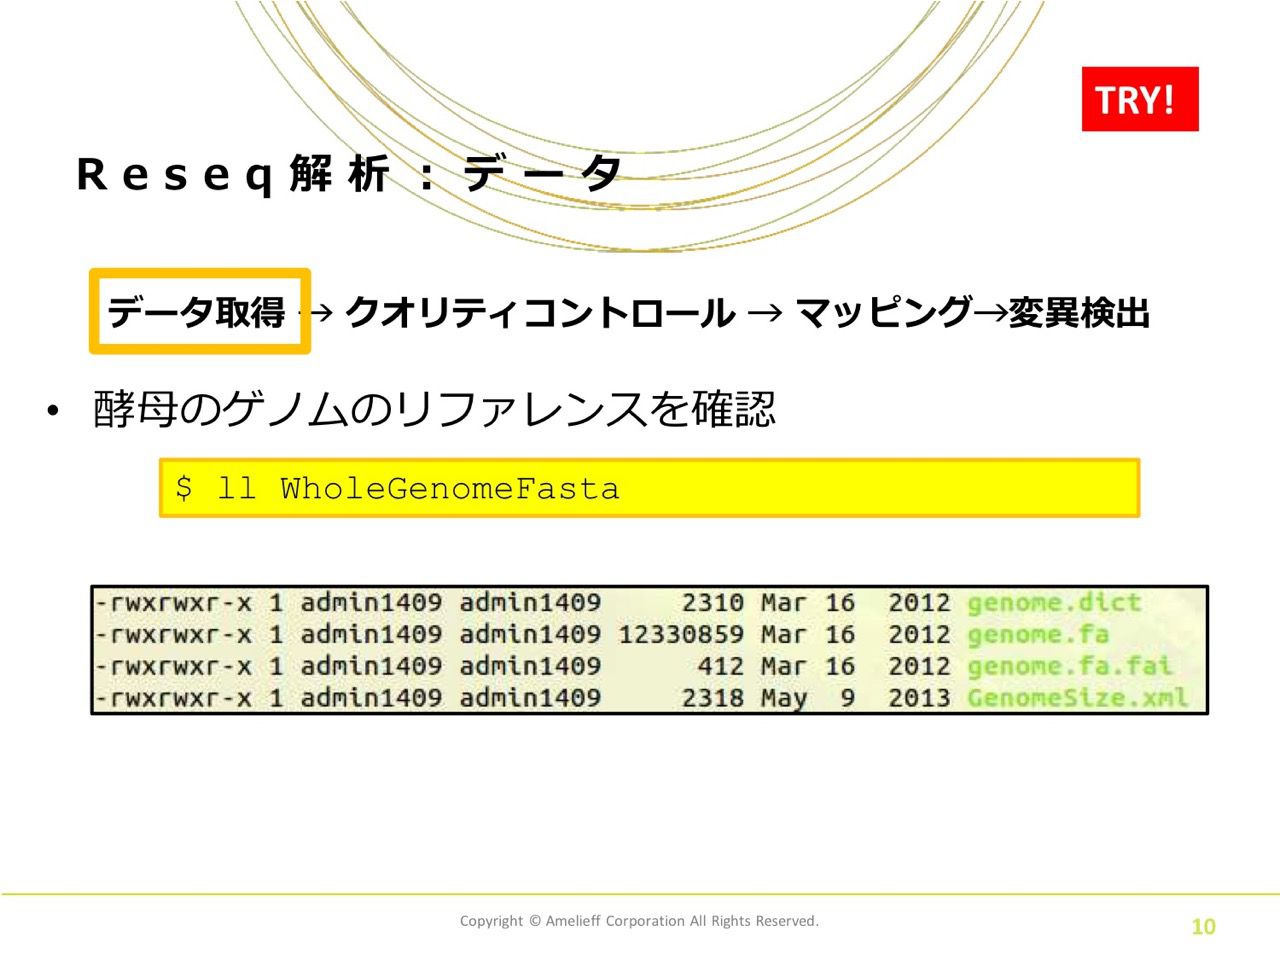 TRY!
Reseq解析：データ
データ取得 → クオリティコントロール → マッピング→変異検出
• 酵母のゲノムのリファレンスを確認
$ ll WholeGenomeFasta
-rwxrwxr-x 1 admin1409 admin1409 2310 Mar 16 2012 genome.dict
-rwxrwxr-x 1 admin1409 admin1409 12330859 Mar 16 2012 genome.fa
-rwxrwxr-x 1 admin1409 admin1409 412 Mar 16 2012 genome.fa.fai
-rwxrwxr-x 1 admin1409 admin1409 2318 May 9 2013 GenomeSize.xml
Copyright © Amelieff Corporation All Rights Reserved.
10